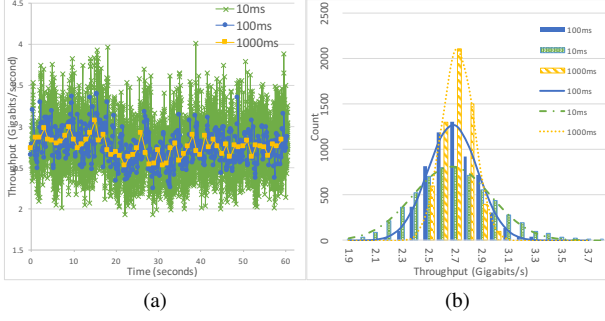 4.5
4
3.5
3
2.5
2
1.5
Throughput (Gigabits/second)
10ms
100ms
1000ms
0 10 20 30 40 50 60
Time (seconds)
(a)
2500
2000
1500
1000
500
0
Count
100ms
10ms
1000ms
100ms
10ms
1000ms
1.9 2.1 2.3 2.5 2.7 2.9 3.1 3.3 3.5 3.7
Throughput (Gigabits/s)
(b)